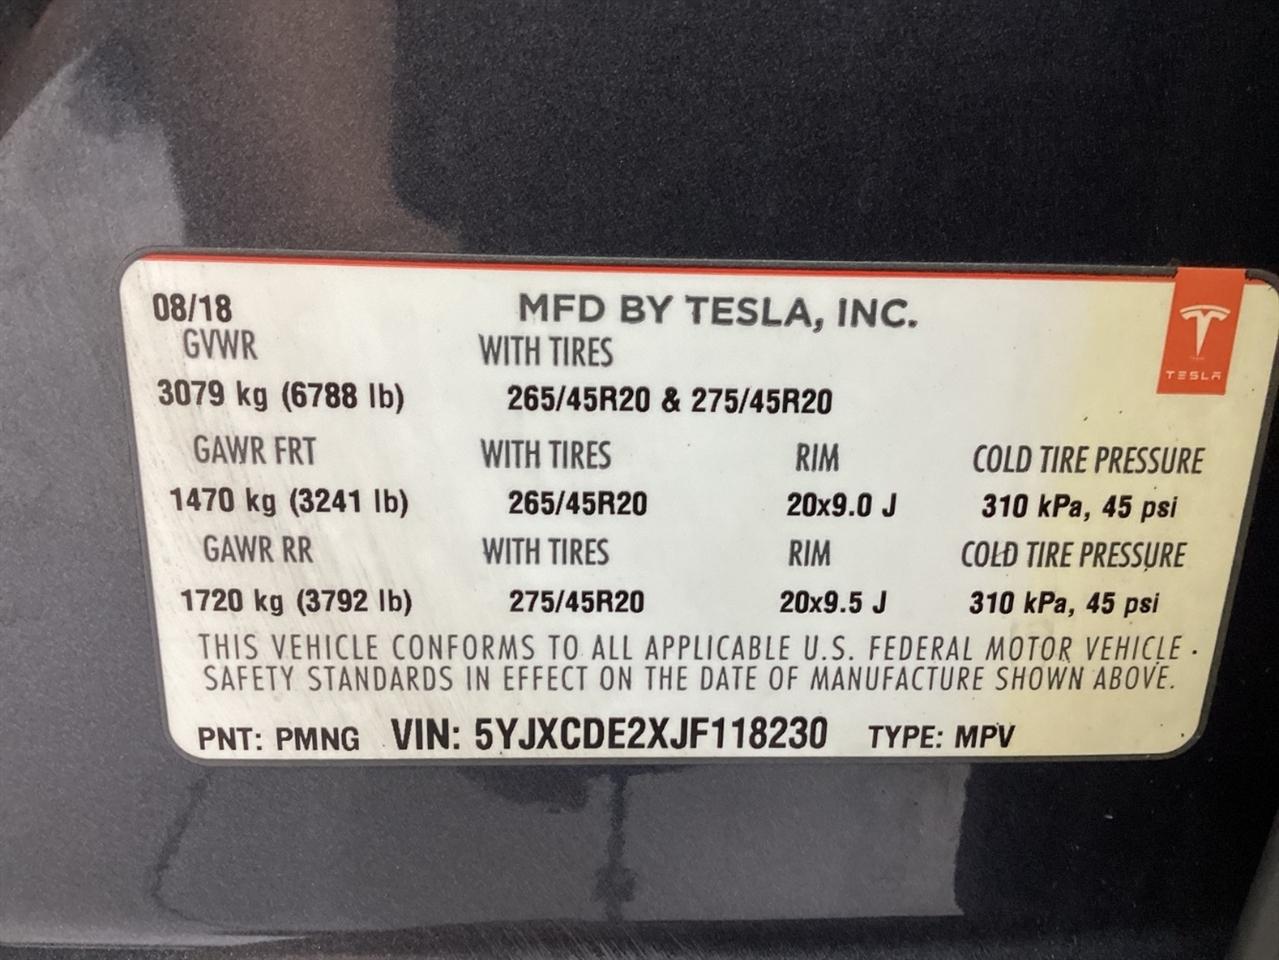 08/18 MFD BY TESLA, INC.
GVWR WITH TIRES
3079 kg (6788 lb) 265/45R20 & 275/45R20
TESLA
GAWR FRT WITH TIRES RIM COLD TIRE PRESSURE
1470 kg (3241 lb) 265/45R20 20x9.0 J 310 kPa, 45 psi
GAWR RR WITH TIRES RIM COLD TIRE PRESSURE
1720 kg (3792 lb) 275/45R20 20x9.5 J 310 kPa, 45 psi
THIS VEHICLE CONFORMS TO ALL APPLICABLE U.S. FEDERAL MOTOR VEHICLE
SAFETY STANDARDS IN EFFECT ON THE DATE OF MANUFACTURE SHOWN ABOVE.
PNT: PMNG VIN: 5YJXCDE2XJF118230 TYPE: MPV